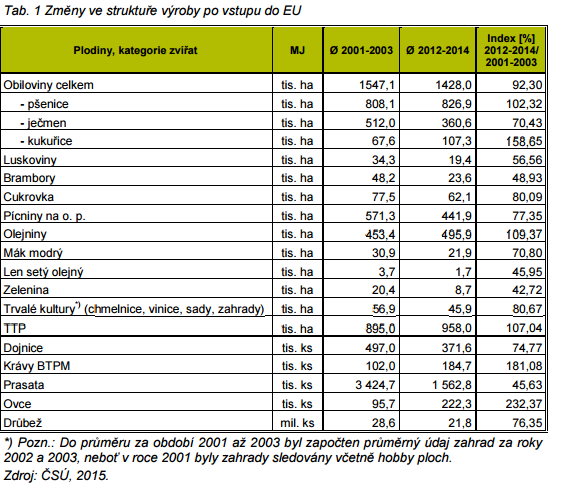 Tab. 1 Změny ve struktuře výroby po vstupu do EU
Plodiny, kategorie zvířat MJ Ø 2001-2003 Ø 2012-2014 Index [%] 2012-2014/ 2001-2003
Obiloviny celkem tis. ha 1547,1 1428,0 92,30
- pšenice tis. ha 808,1 826,9 102,32
- ječmen tis. ha 512,0 360,6 70,43
- kukuřice tis. ha 67,6 107,3 158,65
Luskoviny tis. ha 34,3 19,4 56,56
Brambory tis. ha 48,2 23,6 48,93
Cukrovka tis. ha 77,5 62,1 80,09
Pícniny na o. p. tis. ha 571,3 441,9 77,35
Olejniny tis. ha 453,4 495,9 109,37
Mák modrý tis. ha 30,9 21,9 70,80
Len setý olejný tis. ha 3,7 1,7 45,95
Zelenina tis. ha 20,4 8,7 42,72
Trvalé kultury*) (chmelnice, vinice, sady, zahrady) tis. ha 56,9 45,9 80,67
TTP tis. ha 895,0 958,0 107,04
Dojnice tis. ks 497,0 371,6 74,77
Krávy BTPM tis. ks 102,0 184,7 181,08
Prasata tis. ks 3 424,7 1 562,8 45,63
Ovce tis. ks 95,7 222,3 232,37
Drůbež mil. ks 28,6 21,8 76,35
*) Pozn.: Do průměru za období 2001 až 2003 byl započten průměrný údaj zahrad za roky
2002 a 2003, neboť v roce 2001 byly zahrady sledovány včetně hobby ploch.
Zdroj: ČSÚ, 2015.